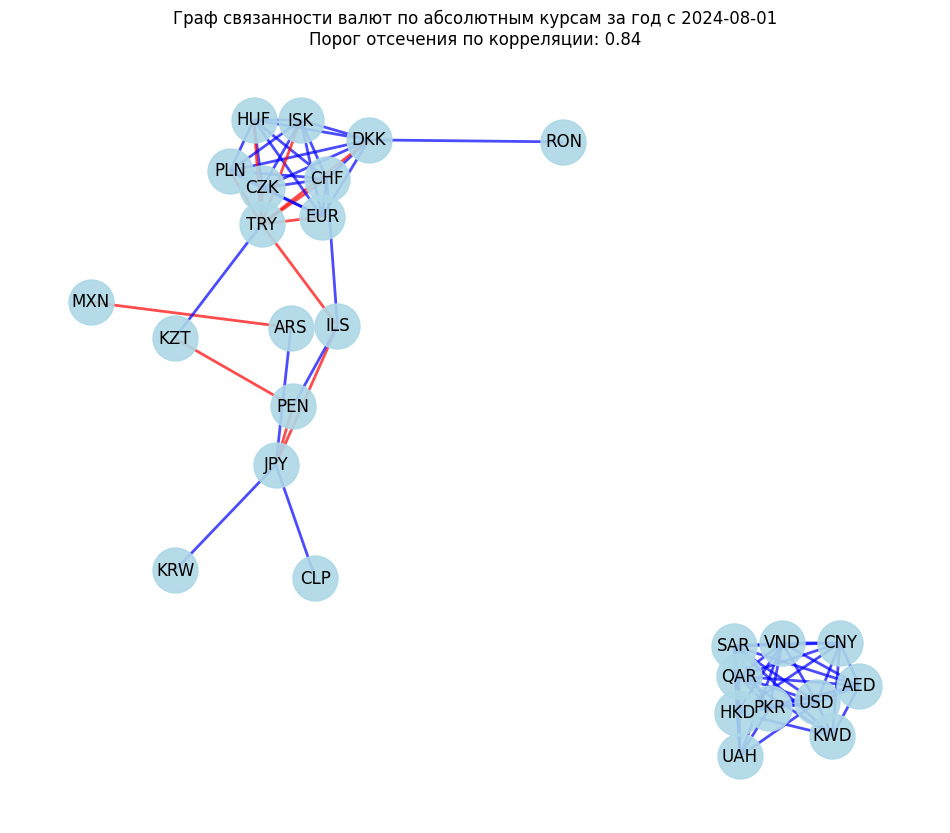 Граф связанности валют по абсолютным курсам за год с 2024-08-01
Порог отсечения по корреляции: 0.84
HUF
ISK
DKK
RON
PLN
CZK
CHF
TRY
EUR
MXN
KZT
ARS
ILS
PEN
JPY
KRW
CLP
SAR
VND
CNY
QAR
AED
HKD
PKR
USD
KWD
UAH